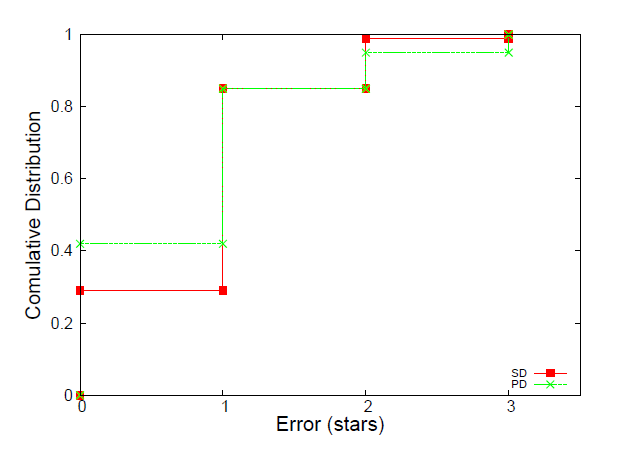 1
0.8
0.6
0.4
0.2
0
Comulative Distribution
0 1 2 3
Error (stars)
SD
PD